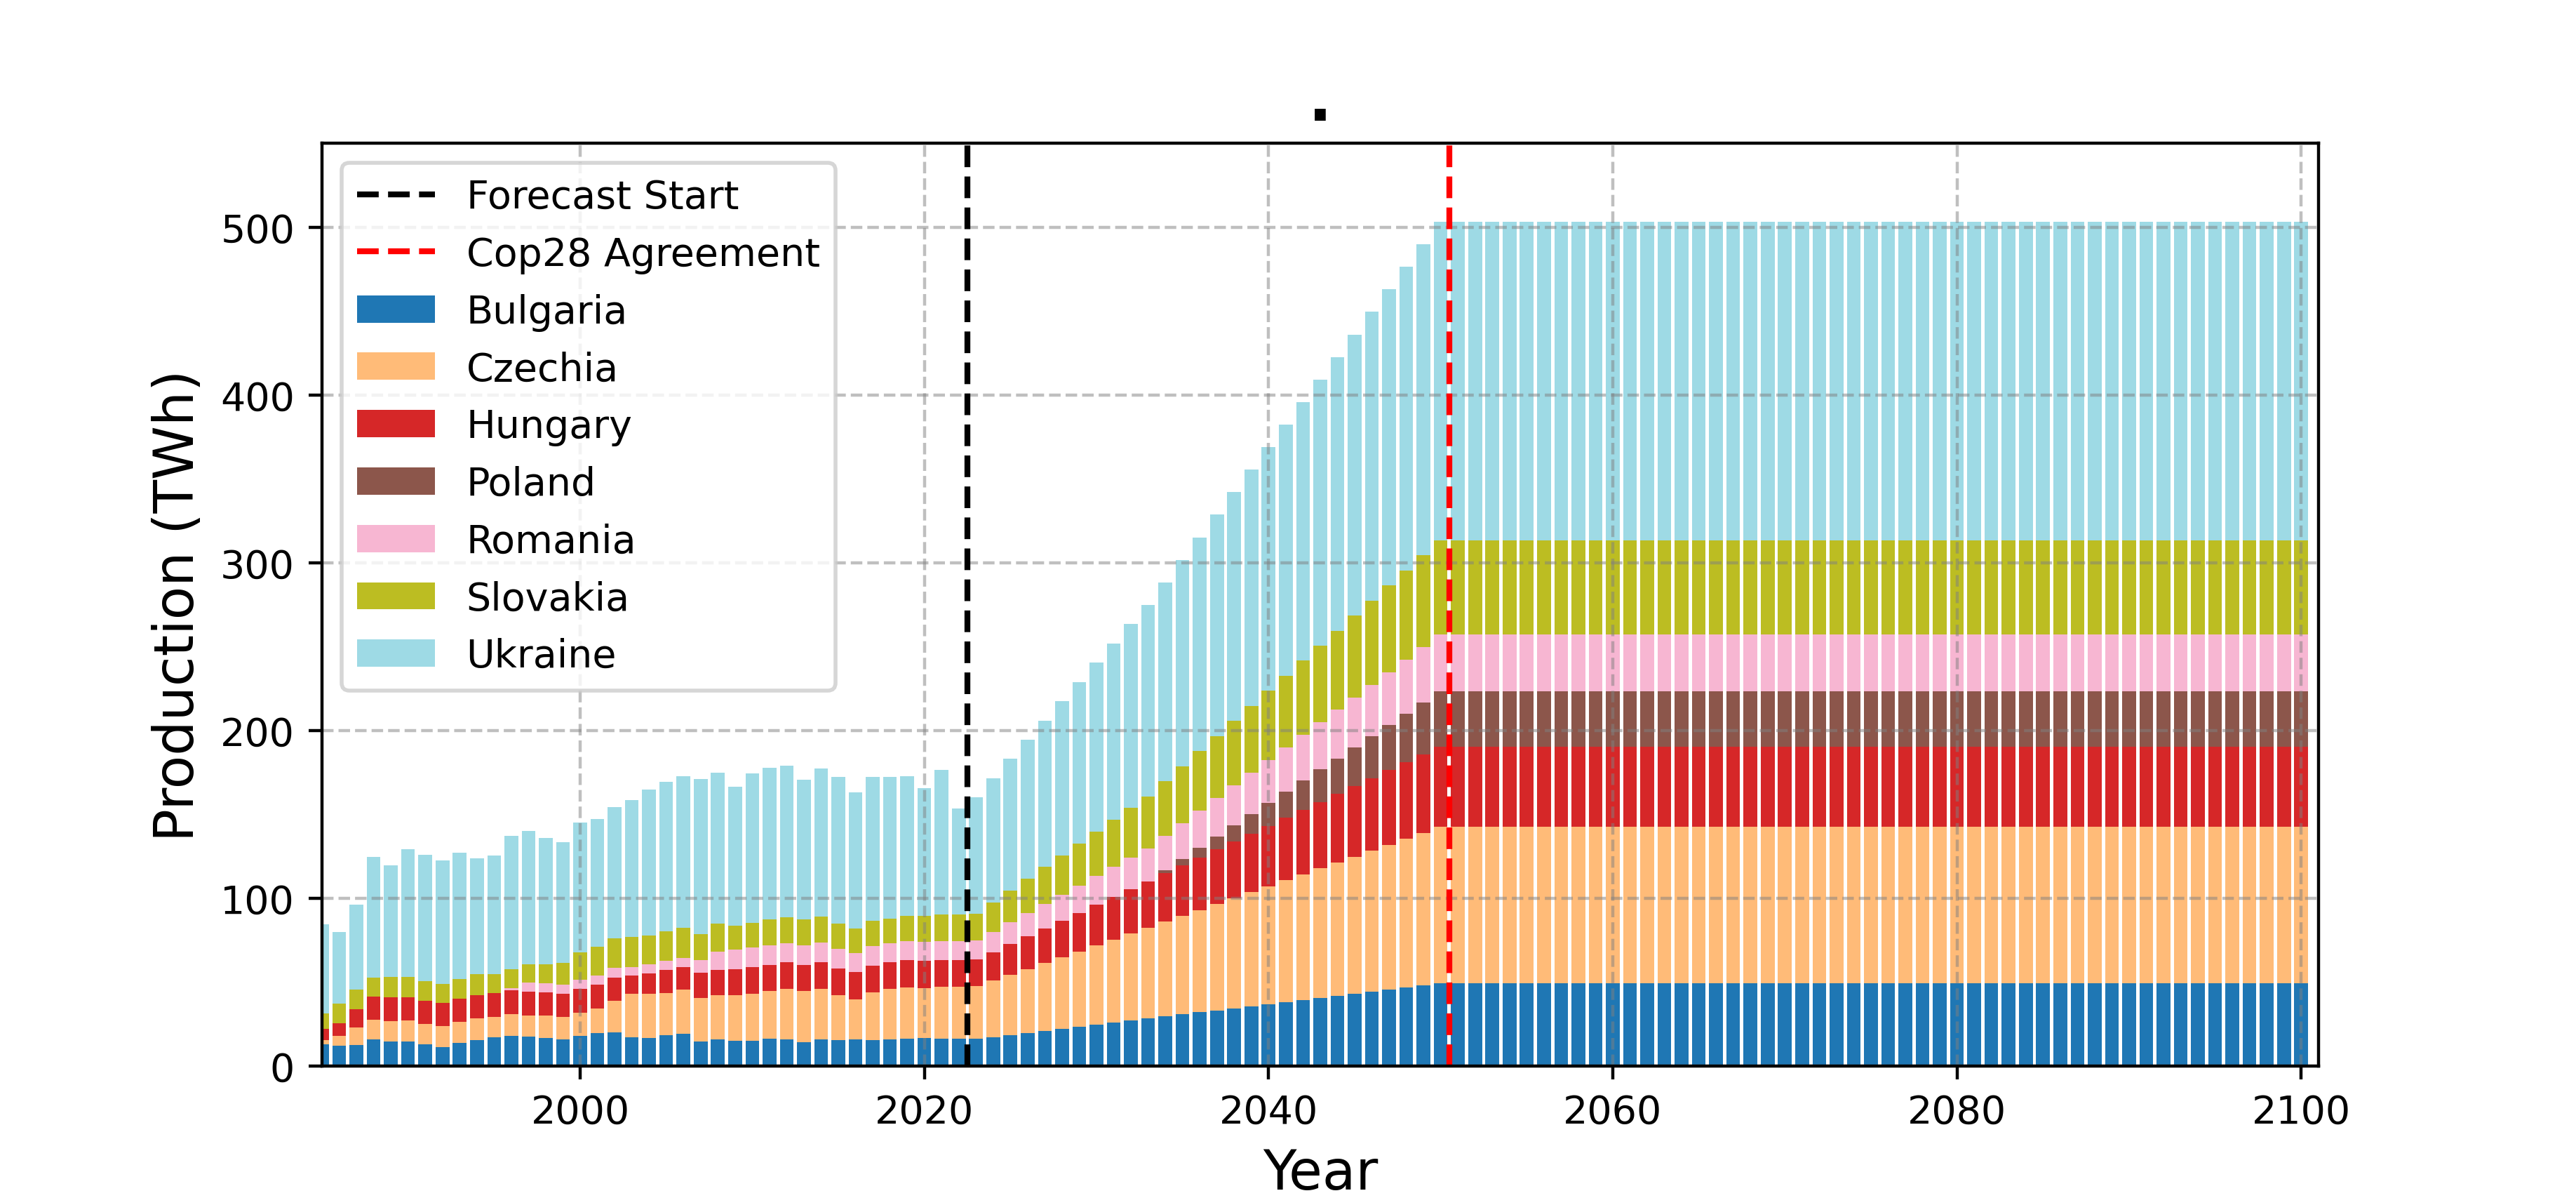 .
Forecast Start
Cop28 Agreement
Bulgaria
Czechia
Hungary
Poland
Romania
Slovakia
Ukraine
Production (TWh)
500
400
300
200
100
0
2000 2020 2040 2060 2080 2100
Year